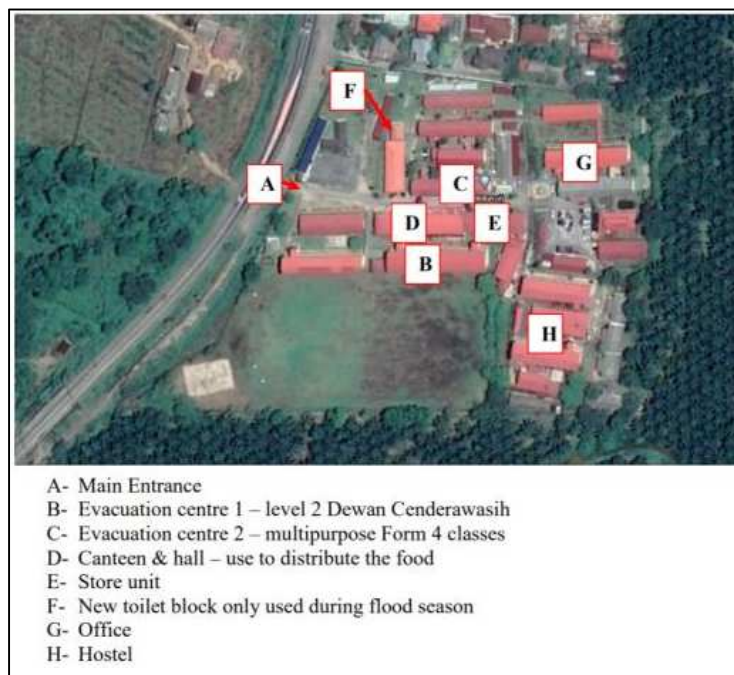 F
A
C
G
D
E
B
H
A- Main Entrance
B- Evacuation centre 1 – level 2 Dewan Cenderawasih
C- Evacuation centre 2 – multipurpose Form 4 classes
D- Canteen & hall – use to distribute the food
E- Store unit
F- New toilet block only used during flood season
G- Office
H- Hostel